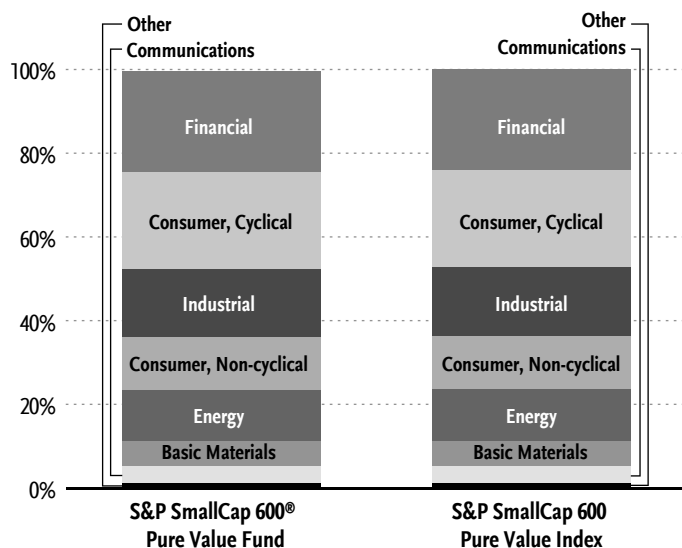 Other
Communications
Other
Communications
100%
80%
60%
40%
20%
0%
Financial
Consumer, Cyclical
Industrial
Consumer, Non-cyclical
Energy
Basic Materials
Financial
Consumer, Cyclical
Industrial
Consumer, Non-cyclical
Energy
Basic Materials
S&P SmallCap 600®
Pure Value Fund
S&P SmallCap 600
Pure Value Index